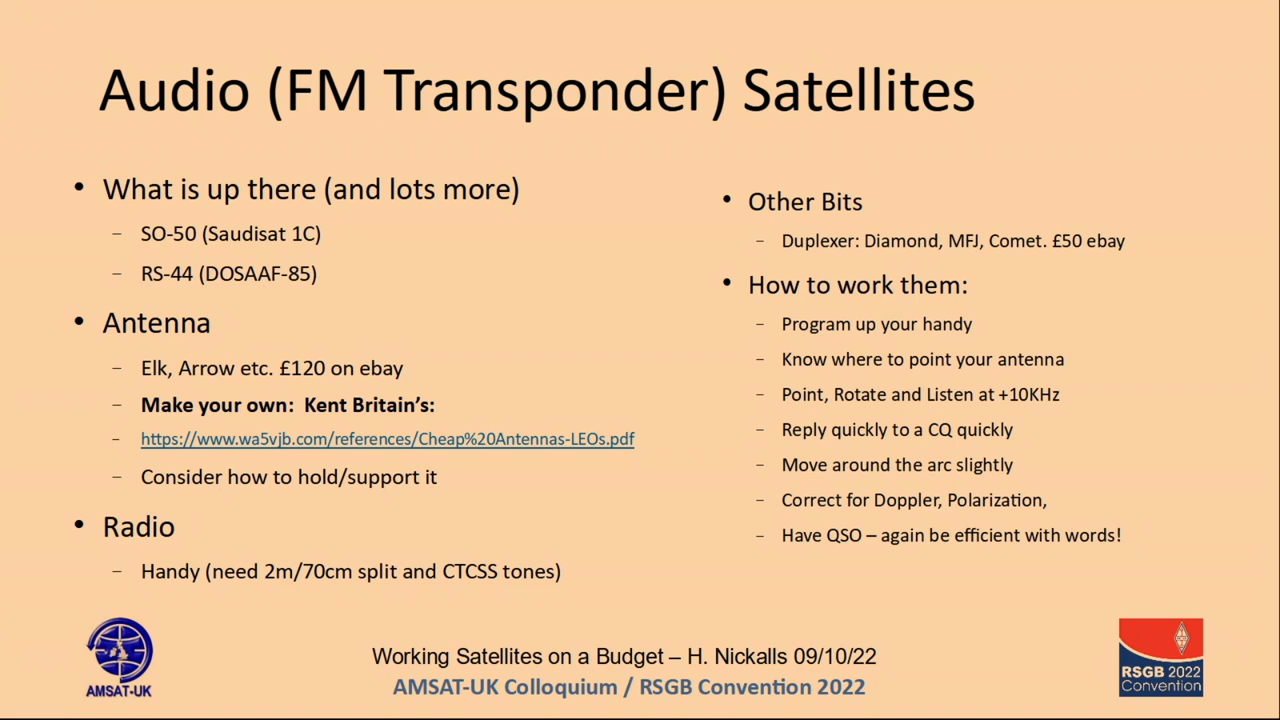 Audio (FM Transponder) Satellites
• What is up there (and lots more)
– SO-50 (Saudisat 1C)
– RS-44 (DOSAAF-85)
• Antenna
– Elk, Arrow etc. £120 on ebay
– Make your own: Kent Britain’s:
– https://www.wa5vjb.com/references/Cheap%20Antennas-LEOs.pdf
– Consider how to hold/support it
• Radio
– Handy (need 2m/70cm split and CTCSS tones)
• Other Bits
– Duplexer: Diamond, MFJ, Comet. £50 ebay
• How to work them:
– Program up your handy
– Know where to point your antenna
– Point, Rotate and Listen at +10KHz
– Reply quickly to a CQ quickly
– Move around the arc slightly
– Correct for Doppler, Polarization,
– Have QSO – again be efficient with words!
AMSAT-UK
Working Satellites on a Budget – H. Nickalls 09/10/22
AMSAT-UK Colloquium / RSGB Convention 2022
RSGB 2022
Convention